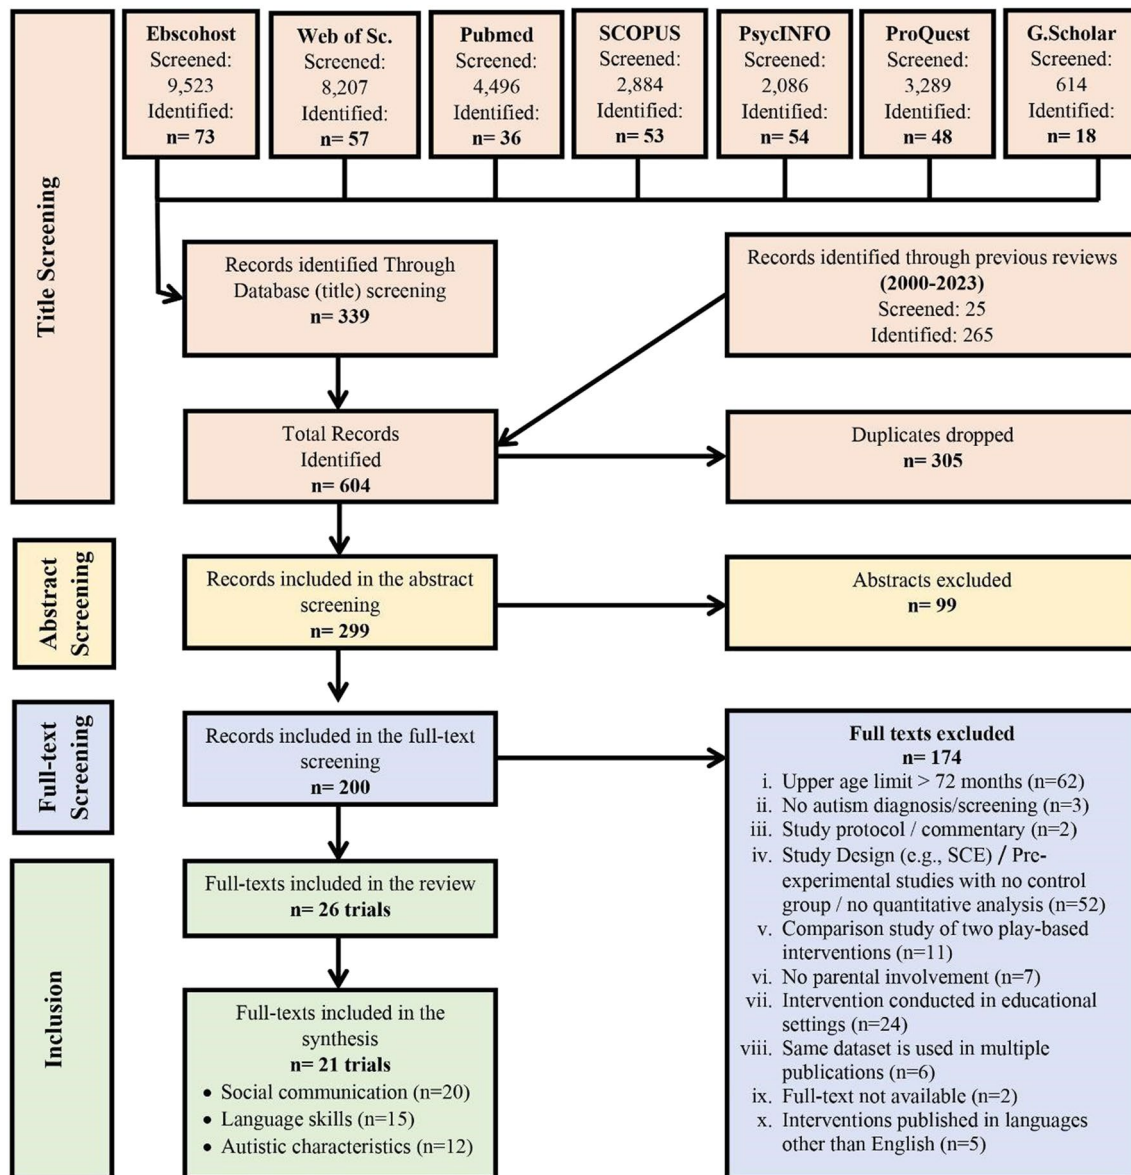 Ebscohost
Screened:
9,523
Identified:
n= 73
Web of Sc.
Screened:
8,207
Identified:
n= 57
Pubmed
Screened:
4,496
Identified:
n= 36
SCOPUS
Screened:
2,884
Identified:
n= 53
PsycINFO
Screened:
2,086
Identified:
n= 54
ProQuest
Screened:
3,289
Identified:
n= 48
G.Scholar
Screened:
614
Identified:
n= 18
Title Screening
Records identified Through
Database (title) screening
n= 339
Records identified through previous reviews
(2000-2023)
Screened: 25
Identified: 265
Total Records
Identified
n= 604
Duplicates dropped
n= 305
Abstract
Screening
Records included in the abstract
screening
n= 299
Abstracts excluded
n= 99
Full-text
Screening
Records included in the full-text
screening
n= 200
Full texts excluded
n= 174
i. Upper age limit > 72 months (n=62)
ii. No autism diagnosis/screening (n=3)
iii. Study protocol / commentary (n=2)
iv. Study Design (e.g., SCE) / Pre-
experimental studies with no control
group / no quantitative analysis (n=52)
v. Comparison study of two play-based
interventions (n=11)
vi. No parental involvement (n=7)
vii. Intervention conducted in educational
settings (n=24)
viii. Same dataset is used in multiple
publications (n=6)
ix. Full-text not available (n=2)
x. Interventions published in languages
other than English (n=5)
Inclusion
Full-texts included in the review
n= 26 trials
Full-texts included in the
synthesis
n= 21 trials
• Social communication (n=20)
• Language skills (n=15)
• Autistic characteristics (n=12)